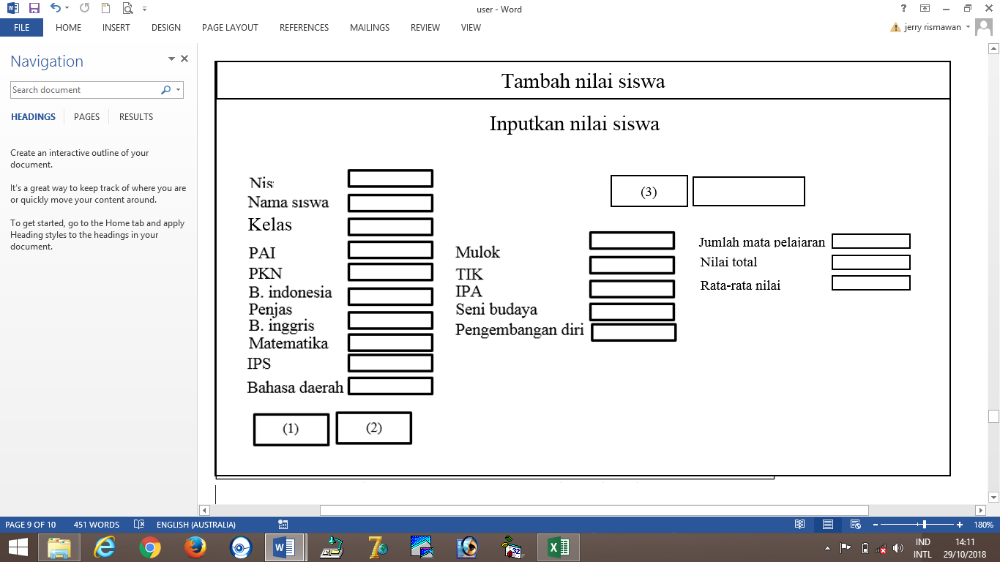 user - Word
?
FILE
HOME
INSERT
DESIGN
PAGE LAYOUT
REFERENCES
MAILINGS
REVIEW
VIEW
jerry rismawan
Navigation
Search document
HEADINGS
PAGES
RESULTS
Create an interactive outline of your
document.
It's a great way to keep track of where you are
or quickly move your content around.
To get started, go to the Home tab and apply
Heading styles to the headings in your
document.
Tambah nilai siswa
Inputkan nilai siswa
Nis
Nama siswa
Kelas
PAI
PKN
B. indonesia
Penjas
B. inggris
Matematika
IPS
Bahasa daerah
(1)
(2)
Mulok
TIK
IPA
Seni budaya
Pengembangan diri
(3)
Jumlah mata pelajaran
Nilai total
Rata-rata nilai
PAGE 9 OF 10
451 WORDS
ENGLISH (AUSTRALIA)
180%
IND
INTL
14:11
29/10/2018